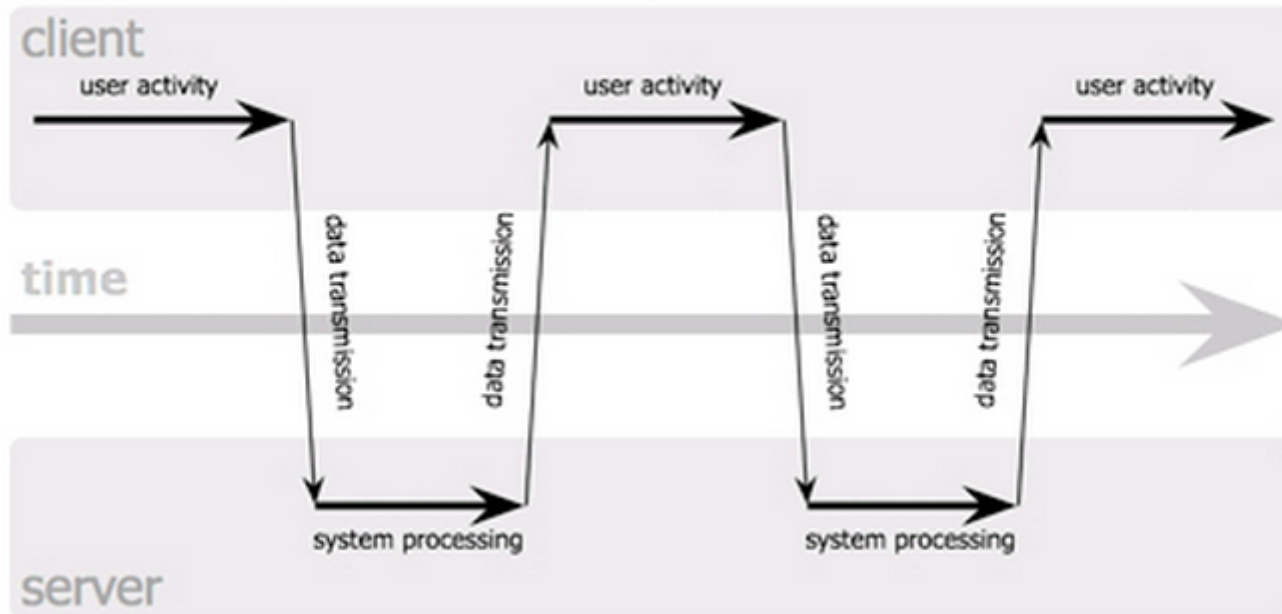 client
user activity
user activity
user activity
data transmission
data transmission
data transmission
data transmission
time
system processing
system processing
server